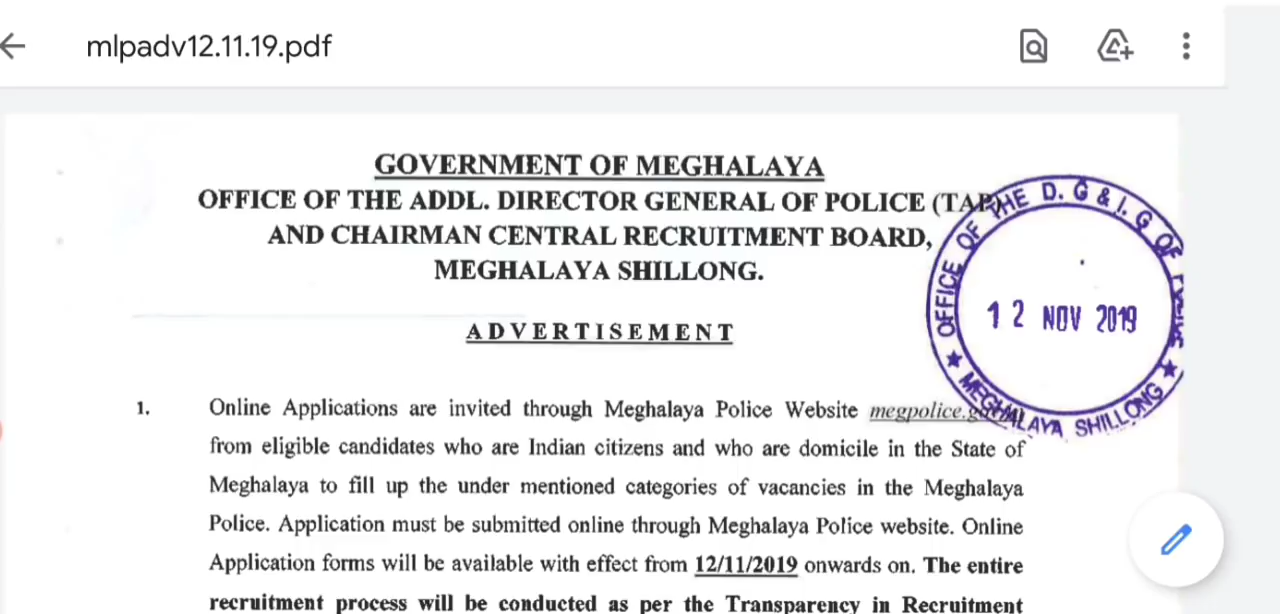 mlpadv12.11.19.pdf
GOVERNMENT OF MEGHALAYA
OFFICE OF THE ADDL. DIRECTOR GENERAL OF POLICE (TAP)
AND CHAIRMAN CENTRAL RECRUITMENT BOARD,
MEGHALAYA SHILLONG.
OFFICE OF THE D. G & I. G OF
12 NOV 2019
★ MEGHALAYA SHILLONG ★
ADVERTISEMENT
1. Online Applications are invited through Meghalaya Police Website
from eligible candidates who are Indian citizens and who are domicile in the State of
Meghalaya to fill up the under mentioned categories of vacancies in the Meghalaya
Police. Application must be submitted online through Meghalaya Police website. Online
Application forms will be available with effect from 12/11/2019 onwards on. The entire
recruitment process will be conducted as per the Transparency in Recruitment